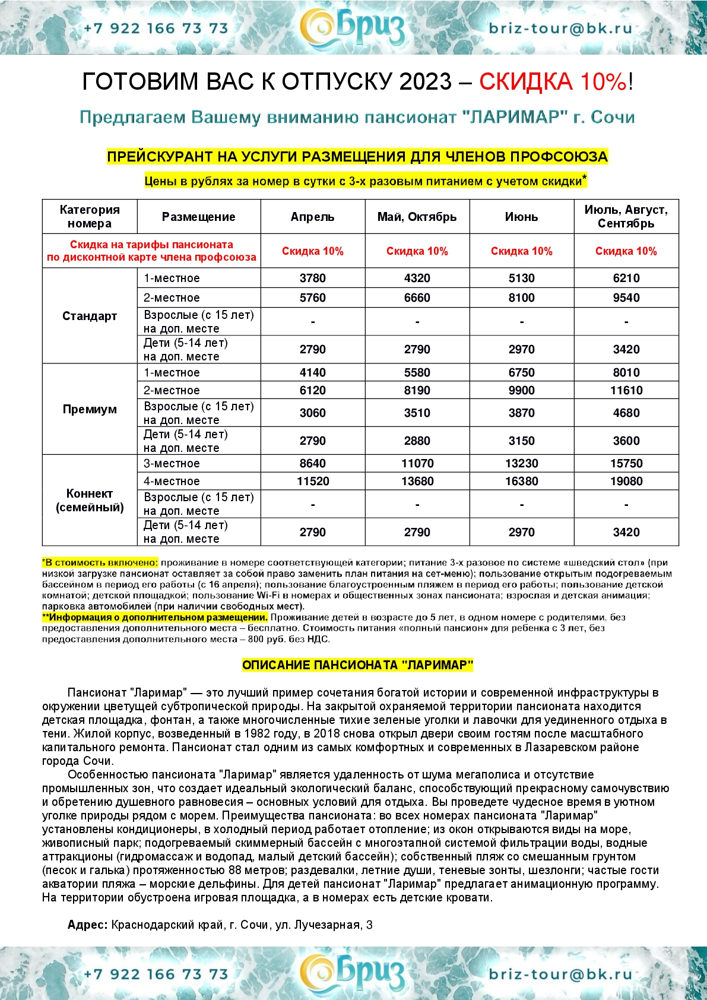 +7 922 166 73 73
Бриз
briz-tour@bk.ru
ГОТОВИМ ВАС К ОТПУСКУ 2023 – СКИДКА 10%!
Предлагаем Вашему вниманию пансионат "ЛАРИМАР" г. Сочи
ПРЕЙСКУРАНТ НА УСЛУГИ РАЗМЕЩЕНИЯ ДЛЯ ЧЛЕНОВ ПРОФСОЮЗА
Цены в рублях за номер в сутки с 3-х разовым питанием с учетом скидки*
Категория номера Размещение Апрель Май, Октябрь Июнь Июль, Август, Сентябрь
Скидка на тарифы пансионата
по дисконтной карте члена профсоюза Скидка 10% Скидка 10% Скидка 10% Скидка 10%
Стандарт
1-местное 3780 4320 5130 6210
2-местное 5760 6660 8100 9540
Взрослые (с 15 лет)
на доп. месте - - - -
Дети (5-14 лет)
на доп. месте 2790 2790 2970 3420
Премиум
1-местное 4140 5580 6750 8010
2-местное 6120 8190 9900 11610
Взрослые (с 15 лет)
на доп. месте 3060 3510 3870 4680
Дети (5-14 лет)
на доп. месте 2790 2880 3150 3600
Коннект
(семейный)
3-местное 8640 11070 13230 15750
4-местное 11520 13680 16380 19080
Взрослые (с 15 лет)
на доп. месте - - - -
Дети (5-14 лет)
на доп. месте 2790 2790 2970 3420
*В стоимость включено: проживание в номере соответствующей категории; питание 3-х разовое по системе «шведский стол» (при
низкой загрузке пансионат оставляет за собой право заменить план питания на сет-меню); пользование открытым подогреваемым
бассейном в период его работы (с 16 апреля); пользование благоустроенным пляжем в период его работы; пользование детской
комнатой; детской площадкой; пользование Wi-Fi в номерах и общественных зонах пансионата; взрослая и детская анимация;
парковка автомобилей (при наличии свободных мест).
**Информация о дополнительном размещении. Проживание детей в возрасте до 5 лет, в одном номере с родителями, без
предоставления дополнительного места – бесплатно. Стоимость питания «полный пансион» для ребенка с 3 лет, без
предоставления дополнительного места – 800 руб. без НДС.
ОПИСАНИЕ ПАНСИОНАТА "ЛАРИМАР"
Пансионат "Ларимар" — это лучший пример сочетания богатой истории и современной инфраструктуры в
окружении цветущей субтропической природы. На закрытой охраняемой территории пансионата находится
детская площадка, фонтан, а также многочисленные тихие зеленые уголки и лавочки для уединенного отдыха в
тени. Жилой корпус, возведенный в 1982 году, в 2018 снова открыл двери своим гостям после масштабного
капитального ремонта. Пансионат стал одним из самых комфортных и современных в Лазаревском районе
города Сочи.
Особенностью пансионата "Ларимар" является удаленность от шума мегаполиса и отсутствие
промышленных зон, что создает идеальный экологический баланс, способствующий прекрасному самочувствию
и обретению душевного равновесия – основных условий для отдыха. Вы проведете чудесное время в уютном
уголке природы рядом с морем. Преимущества пансионата: во всех номерах пансионата "Ларимар"
установлены кондиционеры, в холодный период работает отопление; из окон открываются виды на море,
живописный парк; подогреваемый скиммерный бассейн с многоэтапной системой фильтрации воды, водные
аттракционы (гидромассаж и водопад, малый детский бассейн); собственный пляж со смешанным грунтом
(песок и галька) протяженностью 88 метров; раздевалки, летние души, теневые зонты, шезлонги; частые гости
акватории пляжа – морские дельфины. Для детей пансионат "Ларимар" предлагает анимационную программу.
На территории обустроена игровая площадка, а в номерах есть детские кровати.
Адрес: Краснодарский край, г. Сочи, ул. Лучезарная, 3
+7 922 166 73 73
Бриз
briz-tour@bk.ru